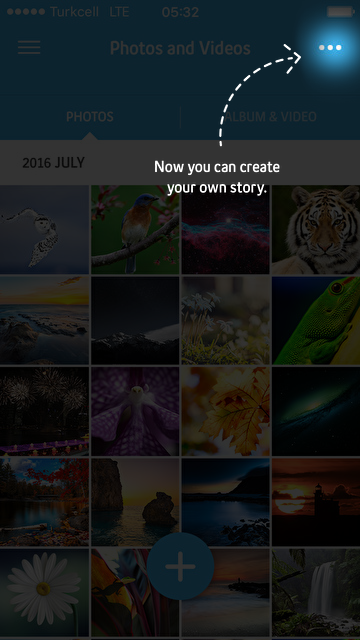 Turkcell LTE 05:32
Photos and Videos
PHOTOS ALBUM & VIDEO
2016 JULY
Now you can create
your own story.